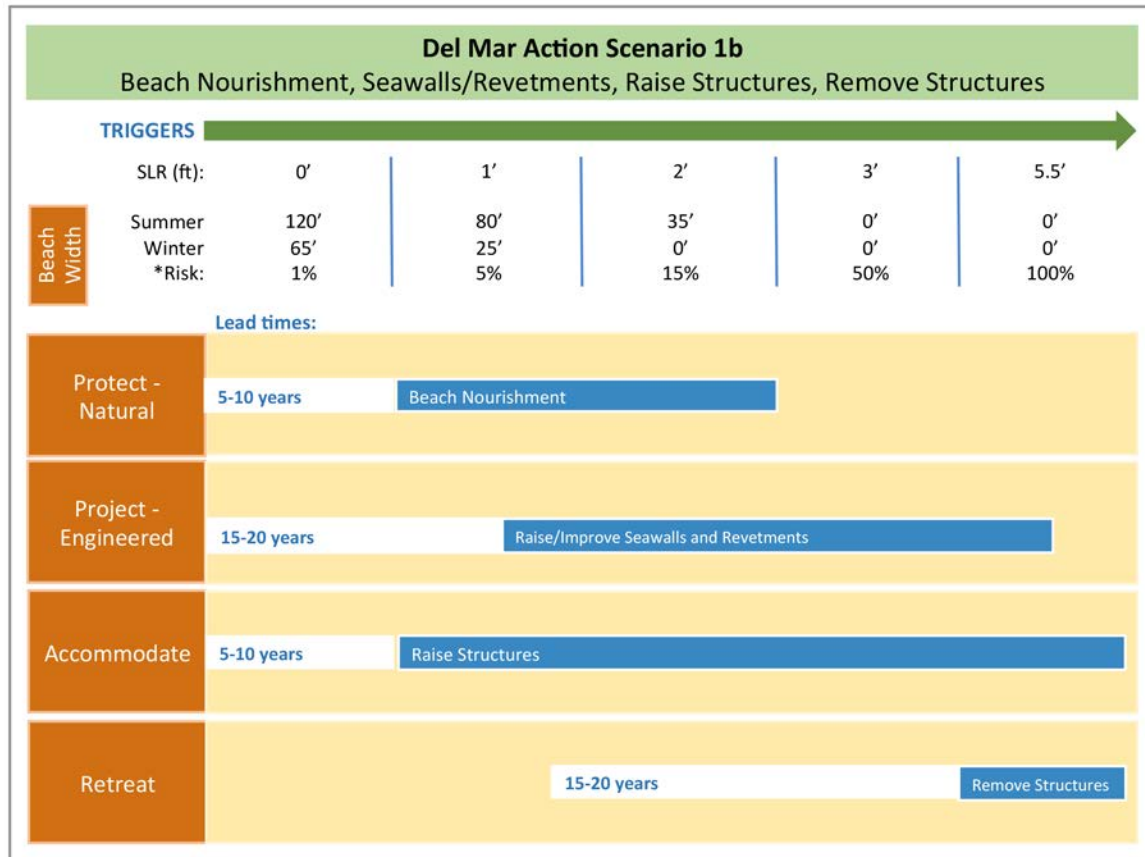 Del Mar Action Scenario 1b
Beach Nourishment, Seawalls/Revetments, Raise Structures, Remove Structures
TRIGGERS
SLR (ft): 0’ 1’ 2’ 3’ 5.5’
Beach
Width
Summer 120’ 80’ 35’ 0’ 0’
Winter 65’ 25’ 0’ 0’ 0’
*Risk: 1% 5% 15% 50% 100%
Lead times:
Protect -
Natural
5-10 years Beach Nourishment
Project -
Engineered
15-20 years Raise/Improve Seawalls and Revetments
Accommodate 5-10 years Raise Structures
Retreat 15-20 years Remove Structures